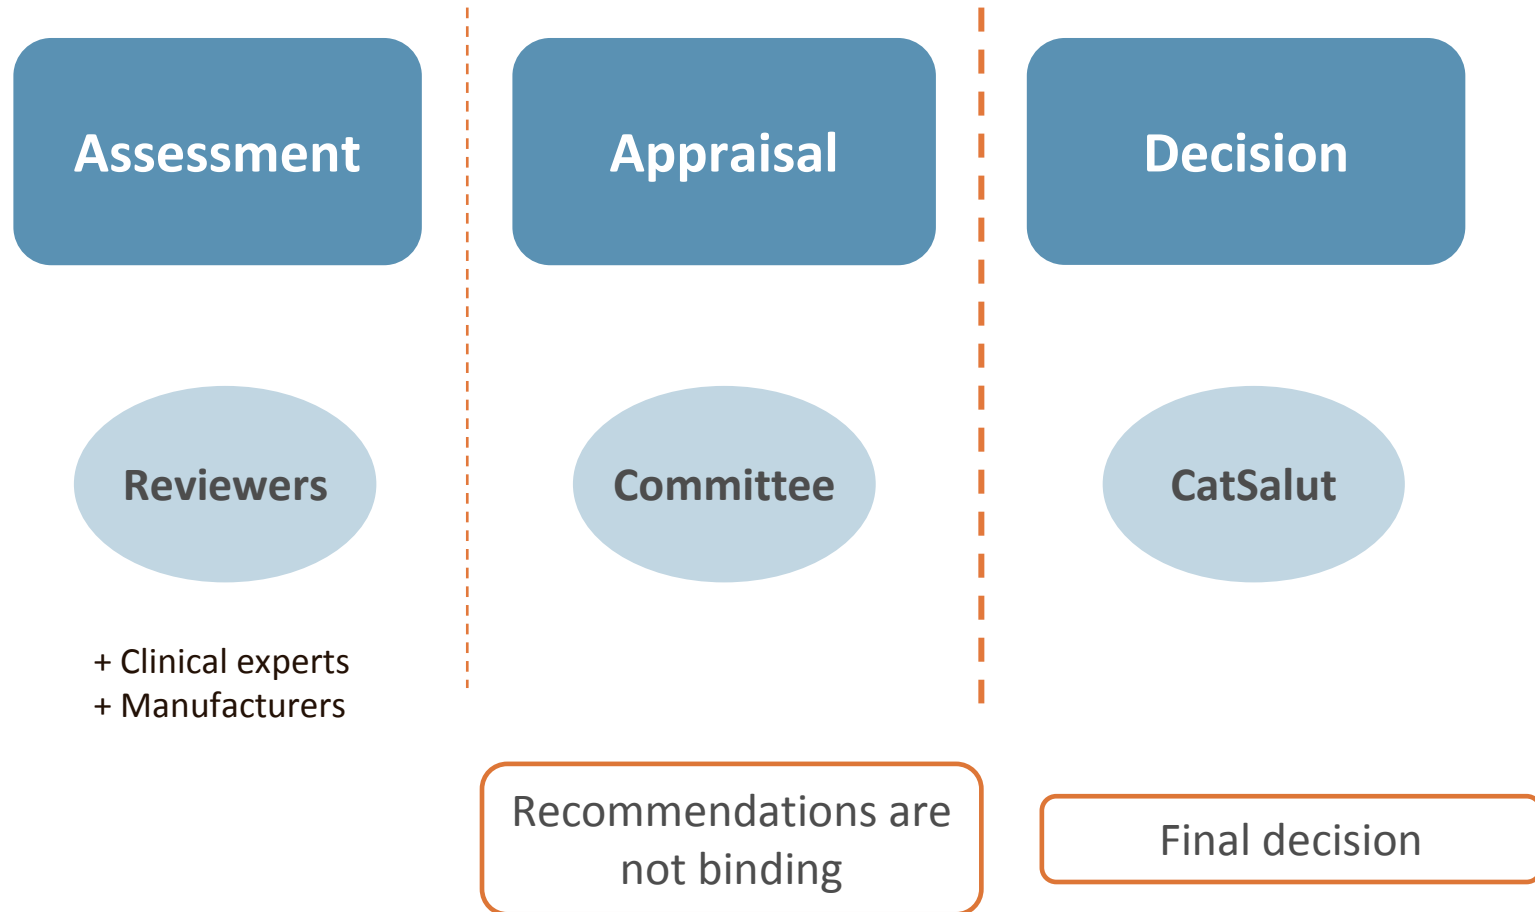 Assessment
Appraisal
Decision
Reviewers
Committee
CatSalut
+ Clinical experts
+ Manufacturers
Recommendations are
not binding
Final decision